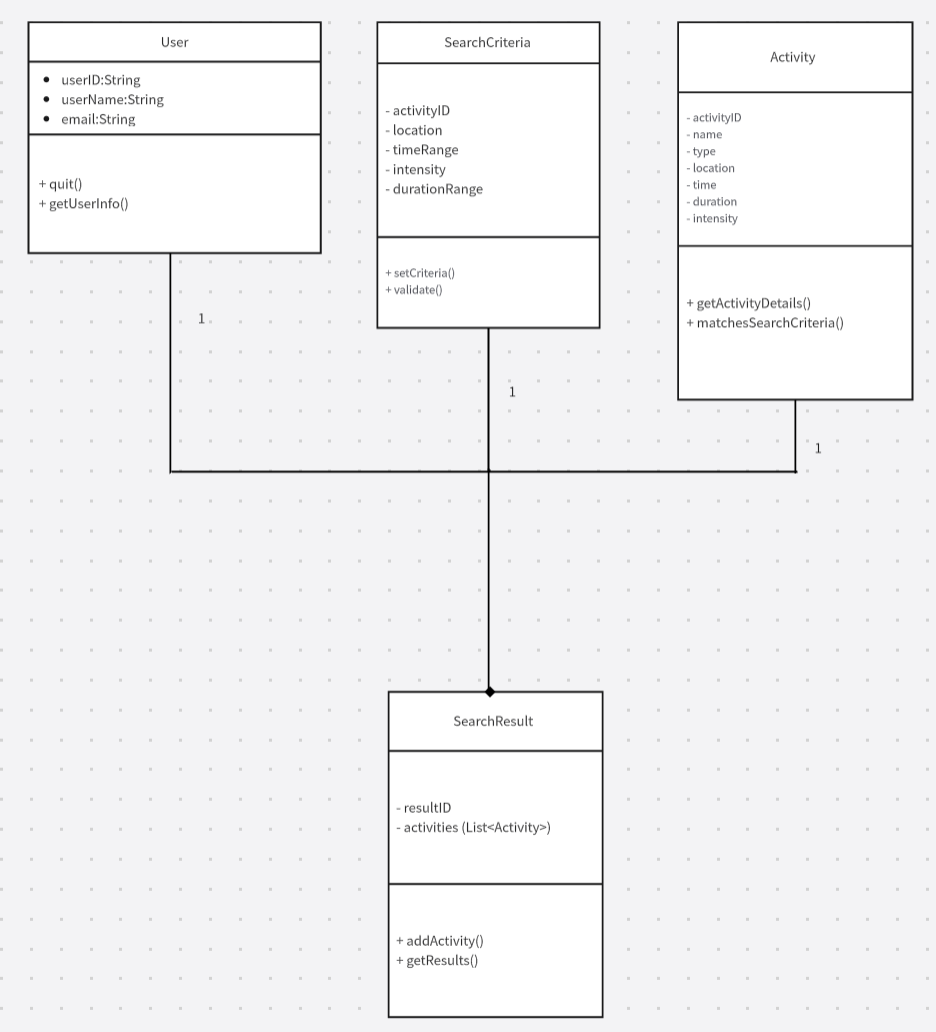 User
• userID:String
• userName:String
• email:String
+ quit()
+ getUserInfo()
1
SearchCriteria
- activityID
- location
- timeRange
- intensity
- durationRange
+ setCriteria()
+ validate()
1
Activity
- activityID
- name
- type
- location
- time
- duration
- intensity
+ getActivityDetails()
+ matchesSearchCriteria()
1
SearchResult
- resultID
- activities (List<Activity>)
+ addActivity()
+ getResults()